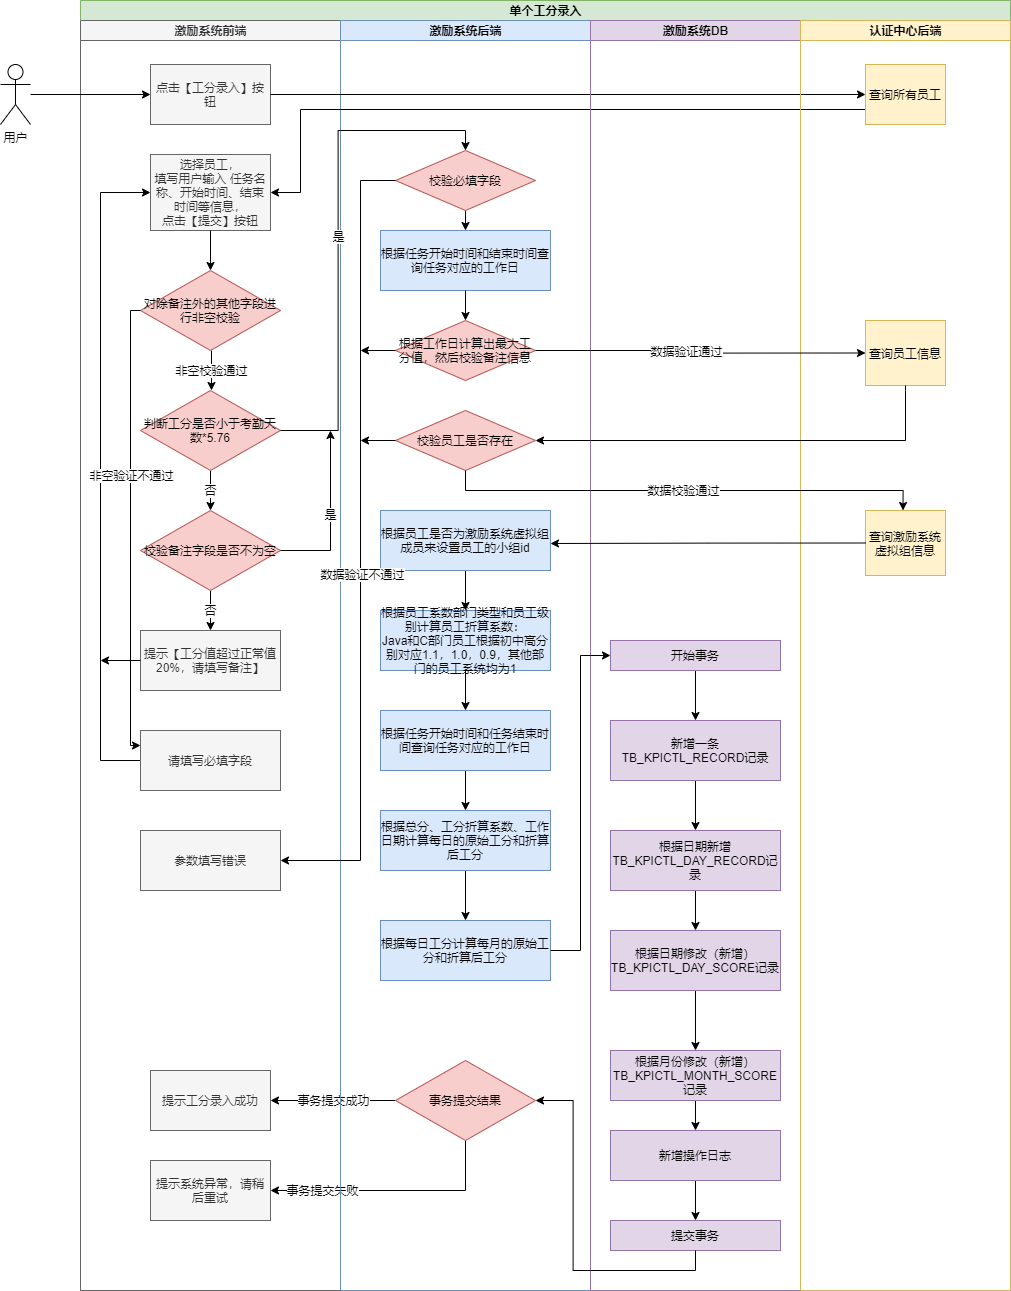 单个工分录入
激励系统前端
激励系统后端
激励系统DB
认证中心后端
用户
点击【工分录入】按
钮
查询所有员工
选择员工，
填写用户输入 任务名
称、开始时间、结束
时间等信息，
点击【提交】按钮
校验必填字段
是
根据任务开始时间和结束时间查
询任务对应的工作日
对除备注外的其他字段进
行非空校验
根据工作日计算出最大工
分值，然后校验备注信息
数据验证通过
查询员工信息
非空校验通过
判断工分是否小于考勤天
数*5.76
校验员工是否存在
非空验证不通过
否
数据校验通过
是
校验备注字段是否不为空
根据员工是否为激励系统虚拟组
成员来设置员工的小组id
查询激励系统
虚拟组信息
数据验证不通过
否
根据员工系数部门类型和员工级
别计算员工折算系数：
Java和C部门员工根据初中高分
别对应1.1，1.0，0.9，其他部
门的员工系统均为1
提示【工分值超过正常值
20%，请填写备注】
开始事务
请填写必填字段
根据任务开始时间和任务结束时
间查询任务对应的工作日
新增一条
TB_KPICTL_RECORD记录
参数填写错误
根据总分、工分折算系数、工作
日期计算每日的原始工分和折算
后工分
根据日期新增
TB_KPICTL_DAY_RECORD记
录
根据每日工分计算每月的原始工
分和折算后工分
根据日期修改（新增）
TB_KPICTL_DAY_SCORE记录
根据月份修改（新增）
TB_KPICTL_MONTH_SCORE
记录
提示工分录入成功
事务提交成功
事务提交结果
新增操作日志
提示系统异常，请稍
后重试
事务提交失败
提交事务